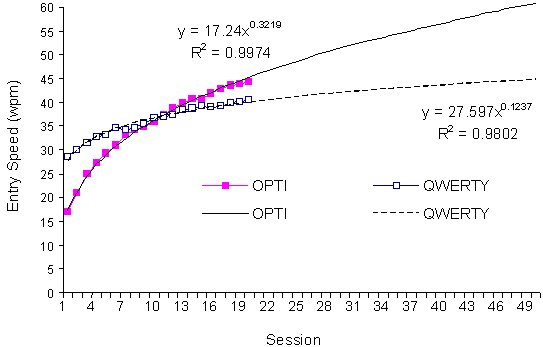 60
55
50
45
40
35
30
25
20
15
10
5
0
Entry Speed (wpm)
y = 17.24x^0.3219
R² = 0.9974
y = 27.597x^0.1237
R² = 0.9802
OPTI QWERTY
OPTI QWERTY
1 4 7 10 13 16 19 22 25 28 31 34 37 40 43 46 49
Session